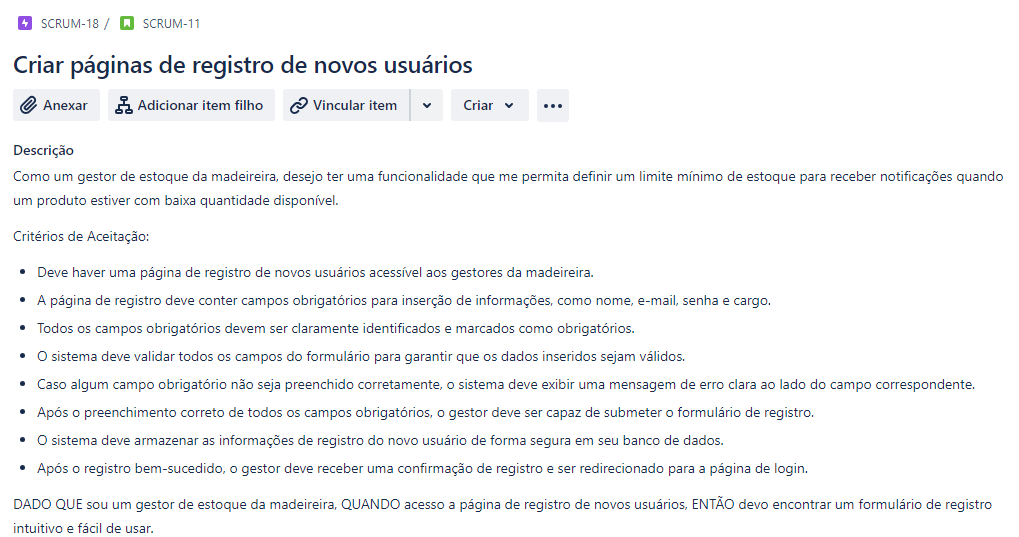 SCRUM-18 / SCRUM-11
Criar páginas de registro de novos usuários
Anexar Adicionar item filho Vincular item Criar
Descrição
Como um gestor de estoque da madeireira, desejo ter uma funcionalidade que me permita definir um limite mínimo de estoque para receber notificações quando
um produto estiver com baixa quantidade disponível.
Critérios de Aceitação:
• Deve haver uma página de registro de novos usuários acessível aos gestores da madeireira.
• A página de registro deve conter campos obrigatórios para inserção de informações, como nome, e-mail, senha e cargo.
• Todos os campos obrigatórios devem ser claramente identificados e marcados como obrigatórios.
• O sistema deve validar todos os campos do formulário para garantir que os dados inseridos sejam válidos.
• Caso algum campo obrigatório não seja preenchido corretamente, o sistema deve exibir uma mensagem de erro clara ao lado do campo correspondente.
• Após o preenchimento correto de todos os campos obrigatórios, o gestor deve ser capaz de submeter o formulário de registro.
• O sistema deve armazenar as informações de registro do novo usuário de forma segura em seu banco de dados.
• Após o registro bem-sucedido, o gestor deve receber uma confirmação de registro e ser redirecionado para a página de login.
DADO QUE sou um gestor de estoque da madeireira, QUANDO acesso a página de registro de novos usuários, ENTÃO devo encontrar um formulário de registro
intuitivo e fácil de usar.